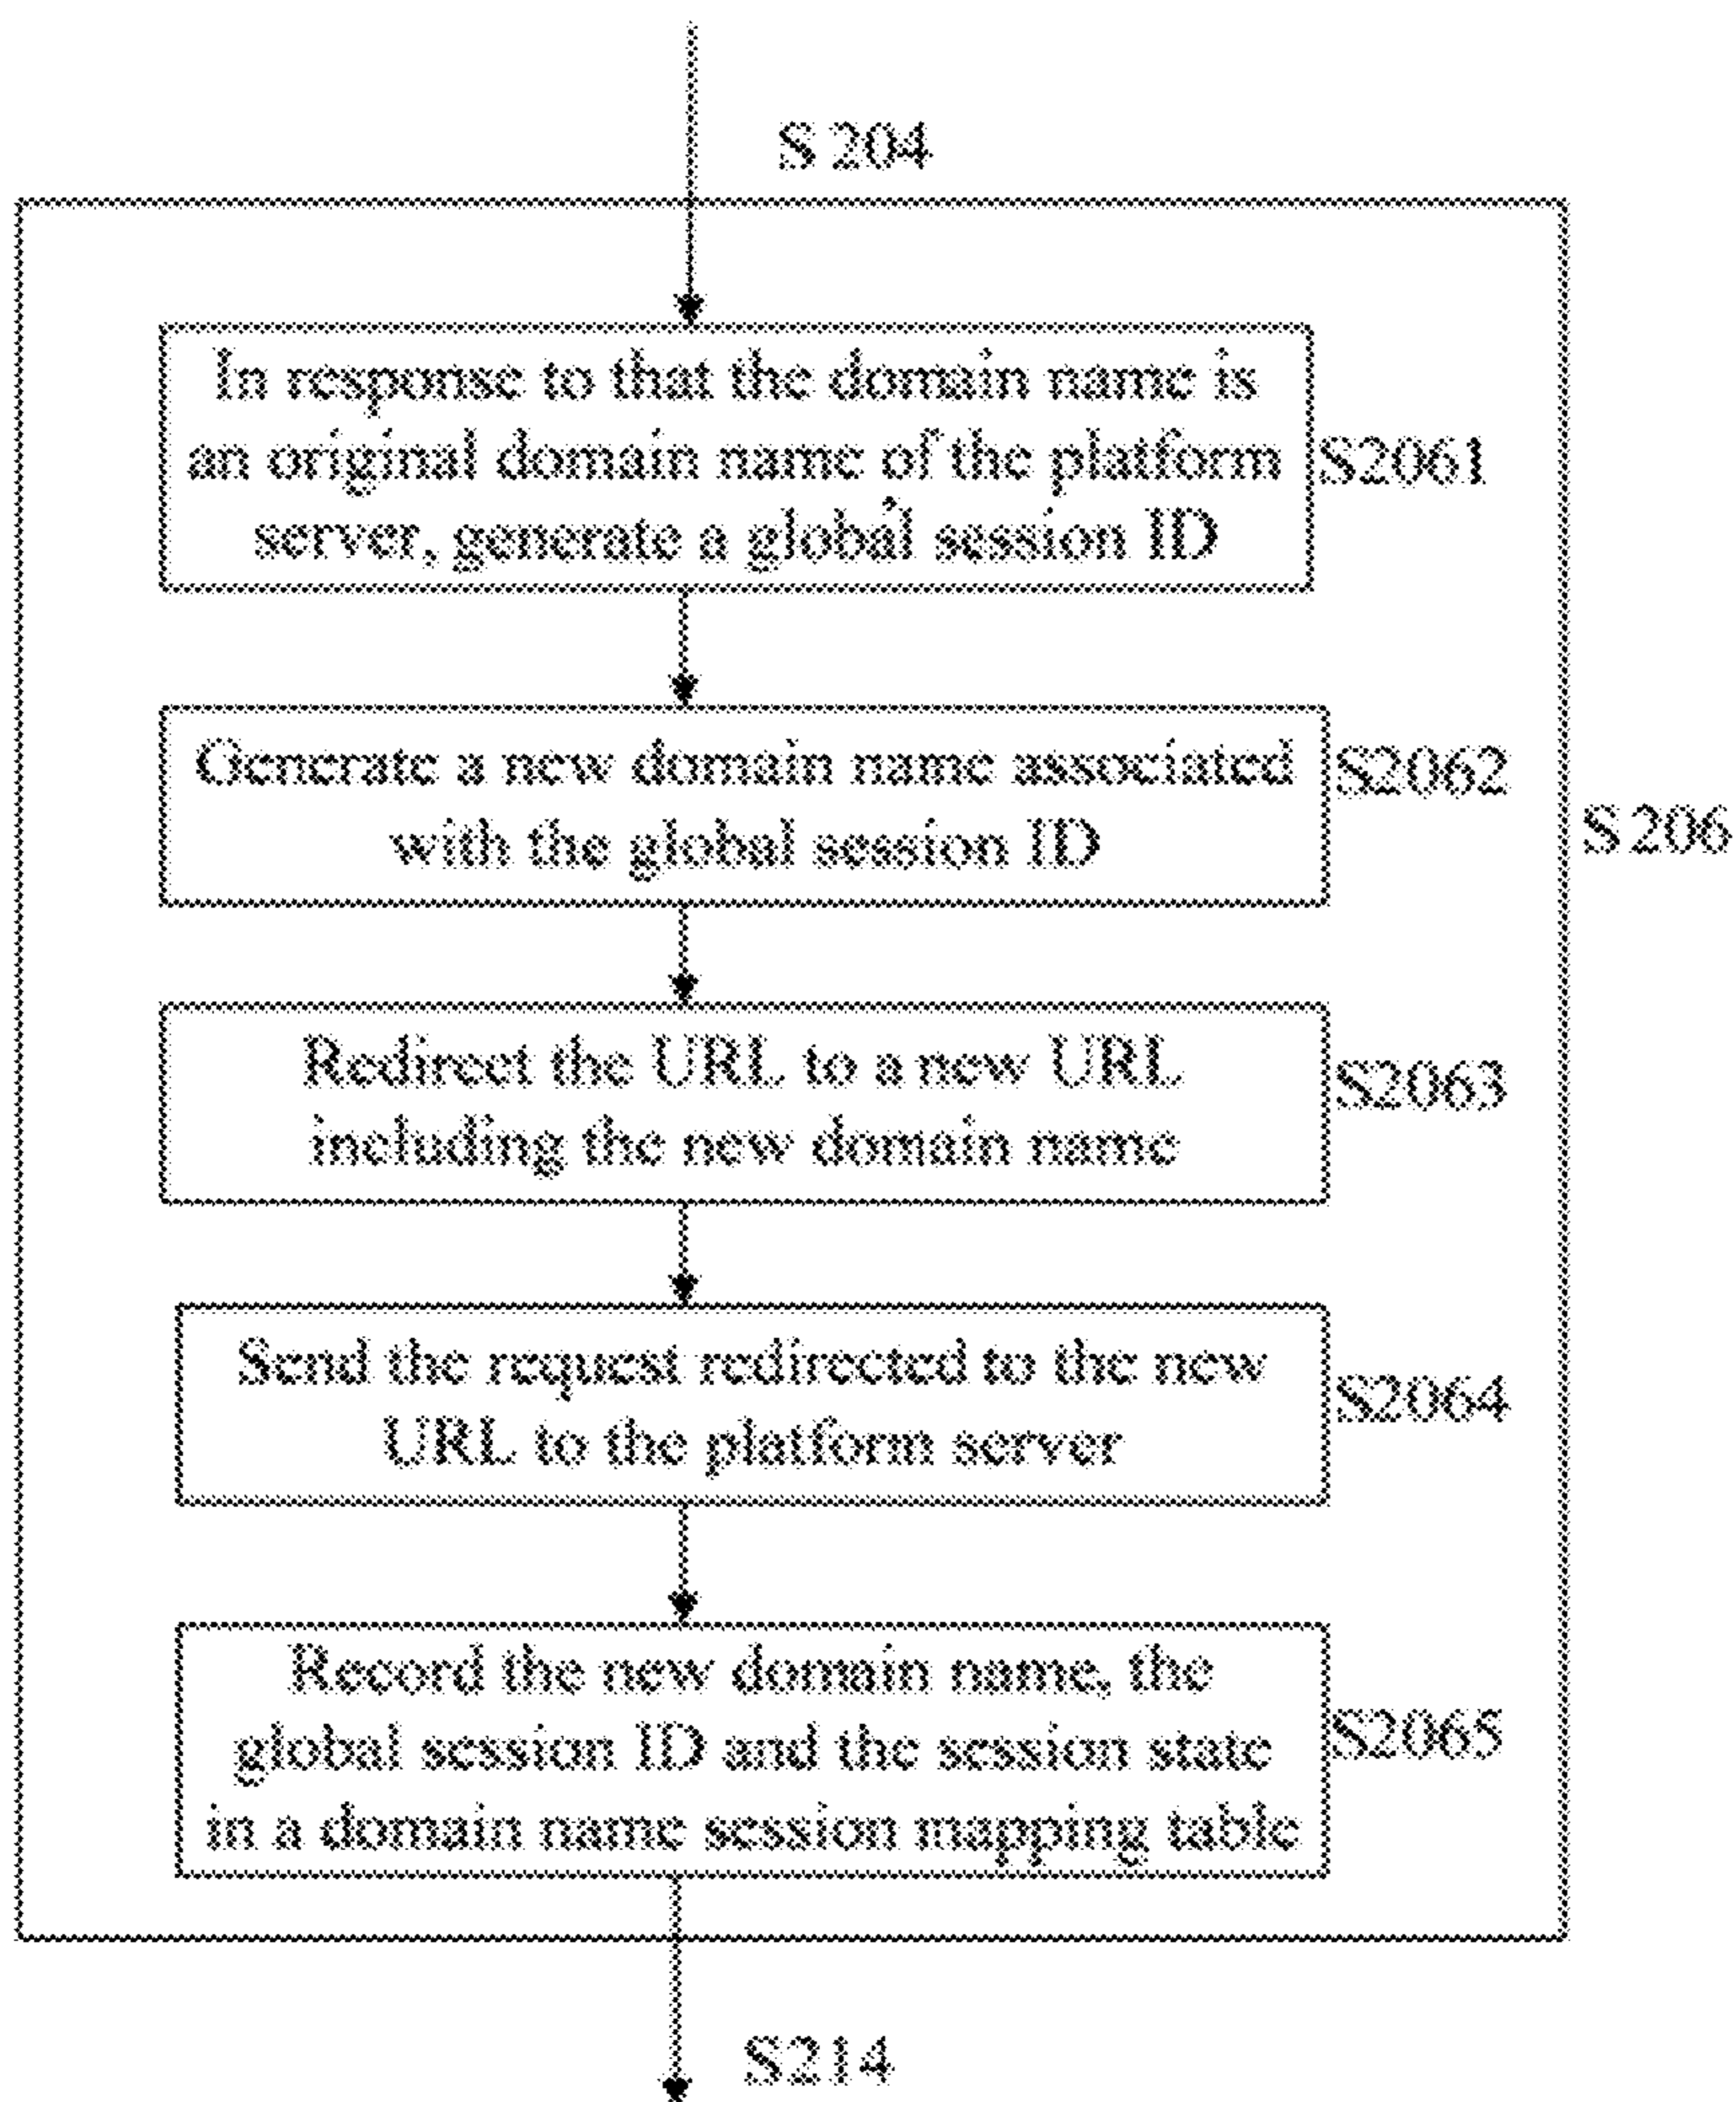 S 204
In response to that the domain name is
an original domain name of the platform
server, generate a global session ID
S2061
Generate a new domain name associated
with the global session ID
S2062
S 206
Redirect the URL to a new URL
including the new domain name
S2063
Send the request redirected to the new
URL to the platform server
S2064
Record the new domain name, the
global session ID and the session state
in a domain name session mapping table
S2065
S214